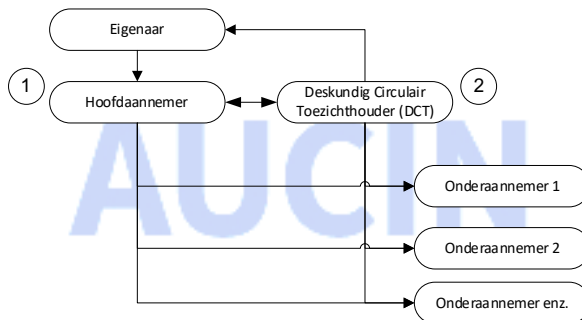 Eigenaar
1
Hoofdaannemer
Deskundig Circulair
Toezichthouder (DCT)
2
AUCIN
Onderaannemer 1
Onderaannemer 2
Onderaannemer enz.